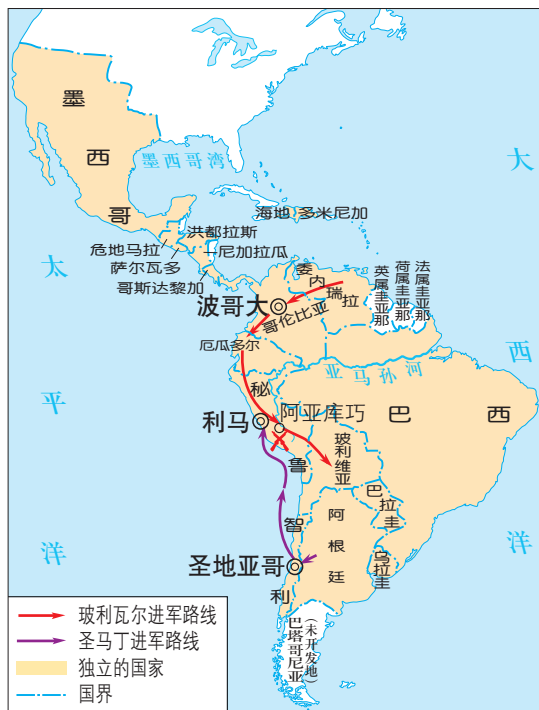 墨西哥
墨西哥湾
大西洋
太平洋
海地
多米尼加
洪都拉斯
危地马拉
尼加拉瓜
萨尔瓦多
哥斯达黎加
委内瑞拉
英属圭亚那
荷属圭亚那
法属圭亚那
波哥大
哥伦比亚
厄瓜多尔
亚马孙河
秘鲁
利马
阿亚库巧
巴西
玻利维亚
巴拉圭
智利
阿根廷
乌拉圭
圣地亚哥
巴塔哥尼亚
(未开发地)
玻利瓦尔进军路线
圣马丁进军路线
独立的国家
国界